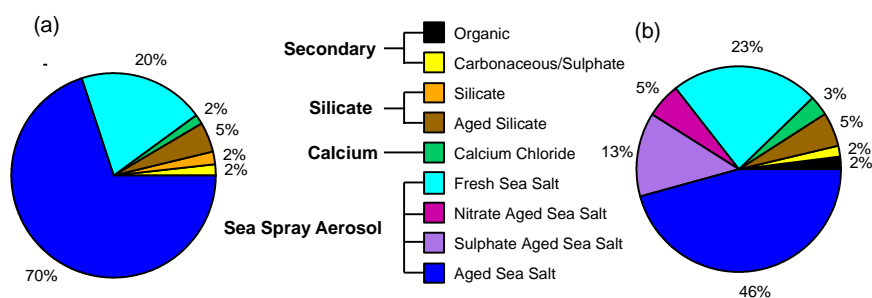 (a)
-
20%
2%
5%
2%
2%
70%
Secondary
Organic
Carbonaceous/Sulphate
Silicate
Silicate
Aged Silicate
Calcium
Calcium Chloride
Sea Spray Aerosol
Fresh Sea Salt
Nitrate Aged Sea Salt
Sulphate Aged Sea Salt
Aged Sea Salt
(b)
23%
5%
3%
13%
5%
2%
2%
46%